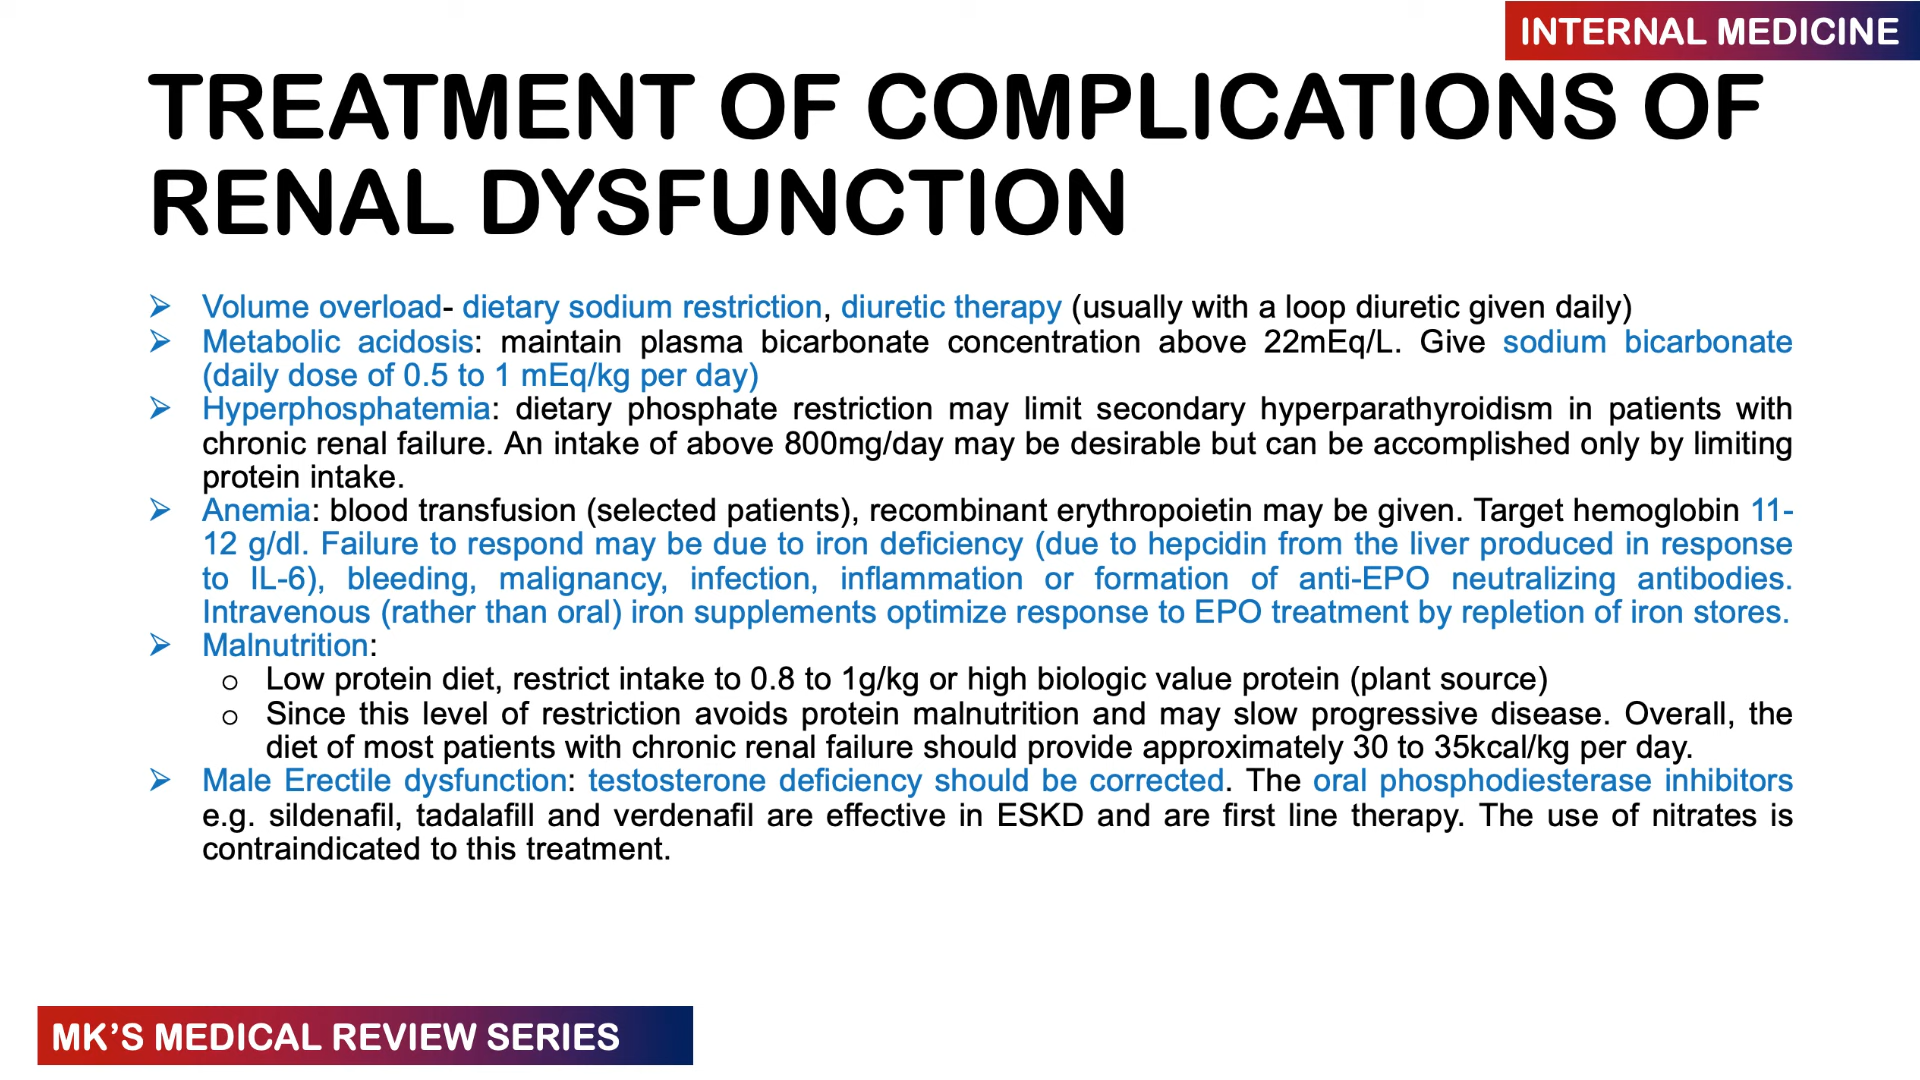 INTERNAL MEDICINE
TREATMENT OF COMPLICATIONS OF
RENAL DYSFUNCTION
➢ Volume overload- dietary sodium restriction, diuretic therapy (usually with a loop diuretic given daily)
➢ Metabolic acidosis: maintain plasma bicarbonate concentration above 22mEq/L. Give sodium bicarbonate
(daily dose of 0.5 to 1 mEq/kg per day)
➢ Hyperphosphatemia: dietary phosphate restriction may limit secondary hyperparathyroidism in patients with
chronic renal failure. An intake of above 800mg/day may be desirable but can be accomplished only by limiting
protein intake.
➢ Anemia: blood transfusion (selected patients), recombinant erythropoietin may be given. Target hemoglobin 11-
12 g/dl. Failure to respond may be due to iron deficiency (due to hepcidin from the liver produced in response
to IL-6), bleeding, malignancy, infection, inflammation or formation of anti-EPO neutralizing antibodies.
Intravenous (rather than oral) iron supplements optimize response to EPO treatment by repletion of iron stores.
➢ Malnutrition:
o Low protein diet, restrict intake to 0.8 to 1g/kg or high biologic value protein (plant source)
o Since this level of restriction avoids protein malnutrition and may slow progressive disease. Overall, the
diet of most patients with chronic renal failure should provide approximately 30 to 35kcal/kg per day.
➢ Male Erectile dysfunction: testosterone deficiency should be corrected. The oral phosphodiesterase inhibitors
e.g. sildenafil, tadalafill and verdenafil are effective in ESKD and are first line therapy. The use of nitrates is
contraindicated to this treatment.
MK'S MEDICAL REVIEW SERIES